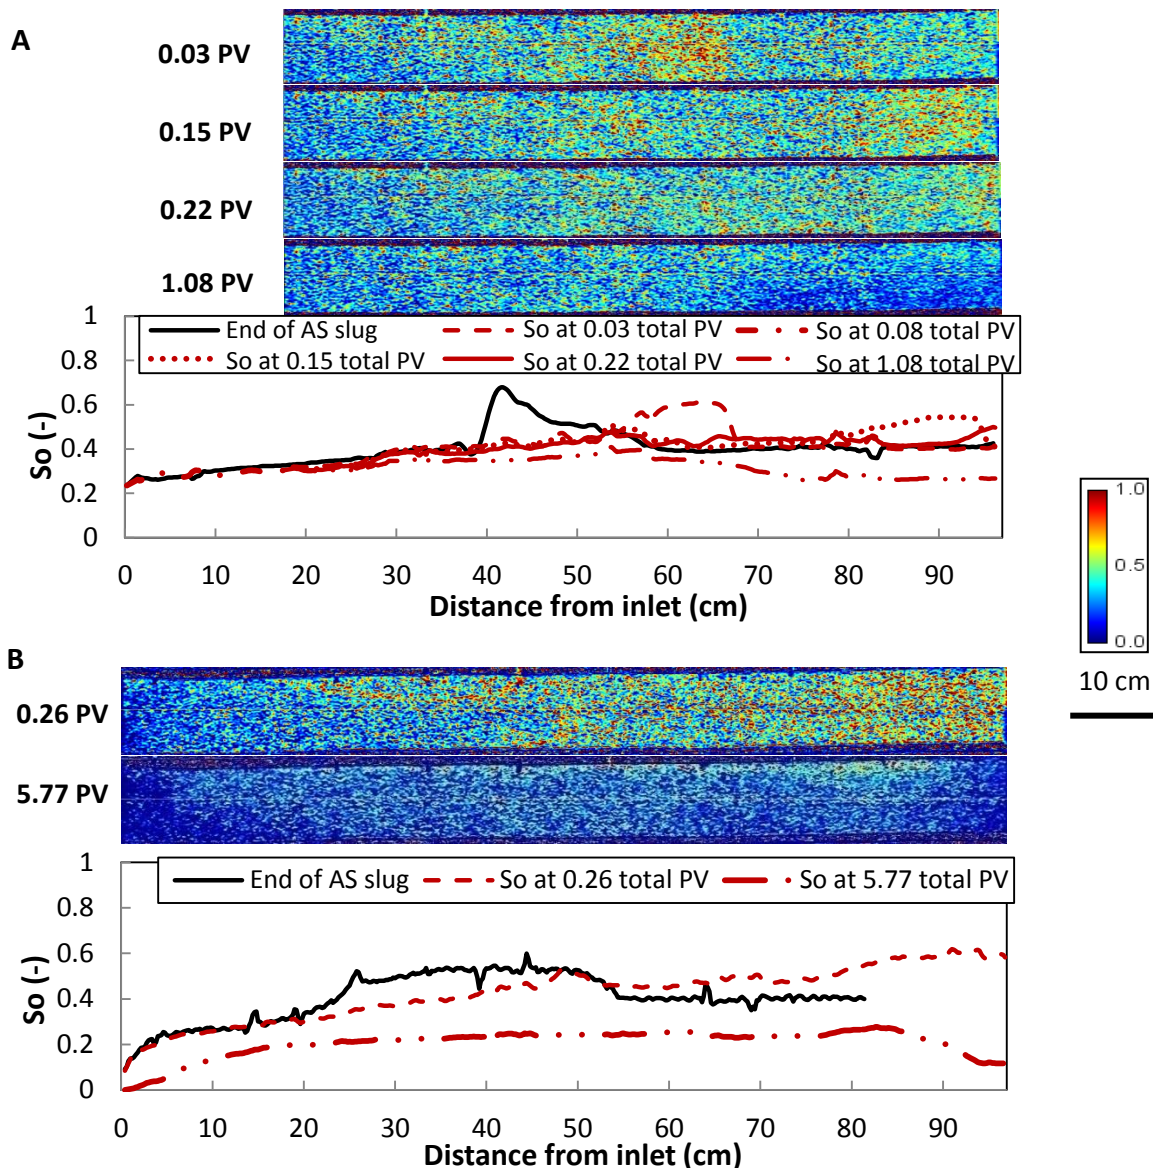 A
0.03 PV
0.15 PV
0.22 PV
1.08 PV
1
0.8
0.6
0.4
0.2
0
So (-)
End of AS slug
So at 0.03 total PV
So at 0.08 total PV
So at 0.15 total PV
So at 0.22 total PV
So at 1.08 total PV
0 10 20 30 40 50 60 70 80 90
Distance from inlet (cm)
1.0
0.5
0.0
10 cm
B
0.26 PV
5.77 PV
1
0.8
0.6
0.4
0.2
0
So (-)
End of AS slug
So at 0.26 total PV
So at 5.77 total PV
0 10 20 30 40 50 60 70 80 90
Distance from inlet (cm)